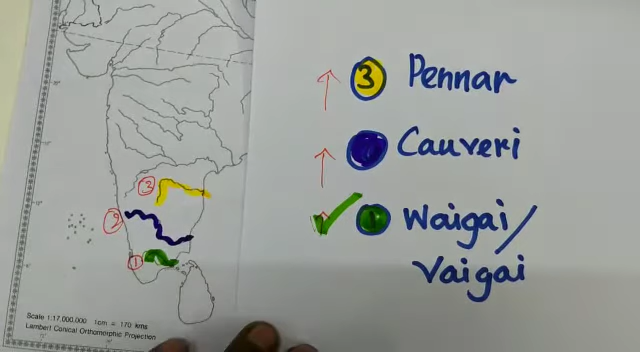 3 Pennar
Cauveri
1 Waigai/
Vaigai
3
2
1
Scale 1:17,000,000 1cm = 170 kms
Lambert Conical Orthomorphic Projection